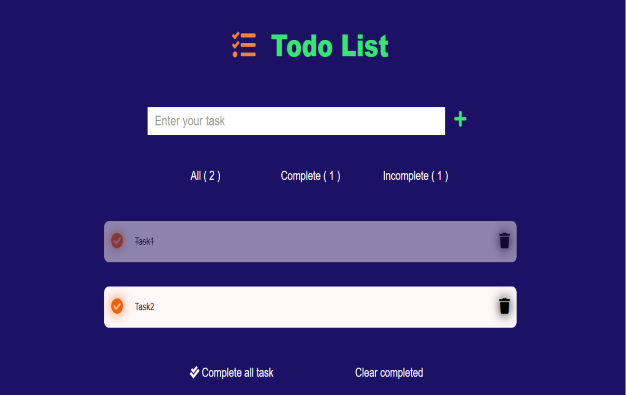 Todo List
Enter your task
All ( 2 ) Complete ( 1 ) Incomplete ( 1 )
Task1
Task2
Complete all task Clear completed